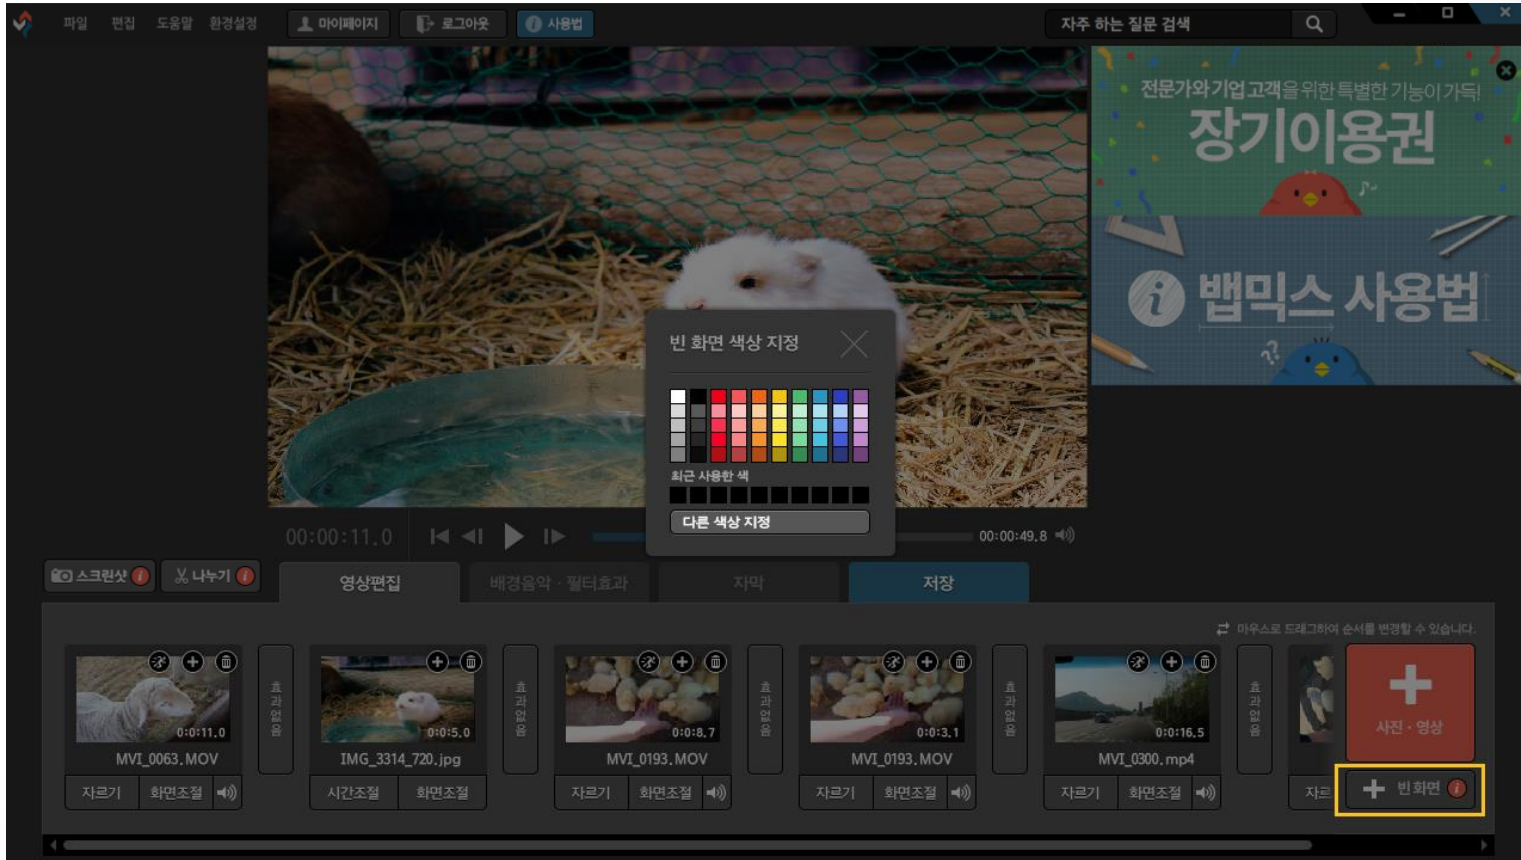 파일 편집 도움말 환경설정 마이페이지 로그아웃 사용법 자주 하는 질문 검색
전문가와 기업 고객을 위한 특별한 기능이 가득!
장기이용권
뱁믹스 사용법
빈 화면 색상 지정
최근 사용한 색
다른 색상 지정
00:00:11.0
00:00:49.8
스크린샷 나누기 영상편집 배경음악 · 필터효과 자막 저장
마우스로 드래그하여 순서를 변경할 수 있습니다.
0:0:11.0
MVI_0063.MOV
자르기 화면조절
효과없음
0:0:5.0
IMG_3314_720.jpg
시간조절 화면조절
효과없음
0:0:8.7
MVI_0193.MOV
자르기 화면조절
효과없음
0:0:3.1
MVI_0193.MOV
자르기 화면조절
효과없음
0:0:16.5
MVI_0300.mp4
자르기 화면조절
효과없음
사진 · 영상
빈화면